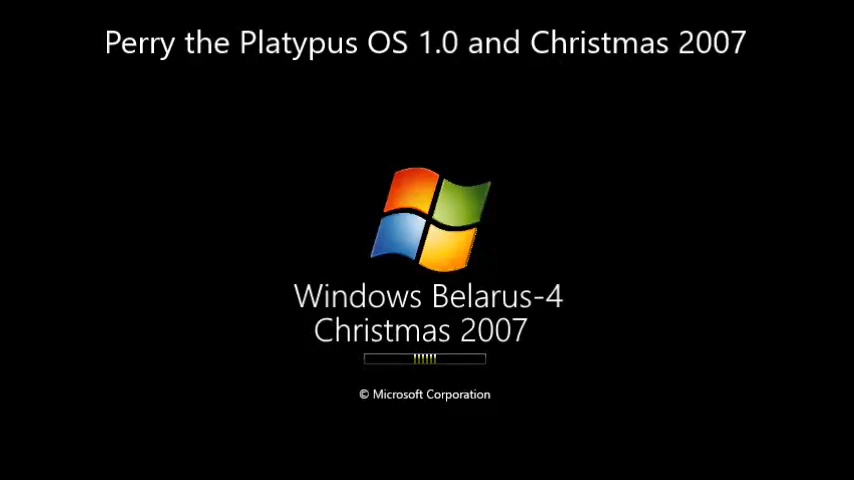 Perry the Platypus OS 1.0 and Christmas 2007
Windows Belarus-4
Christmas 2007
© Microsoft Corporation